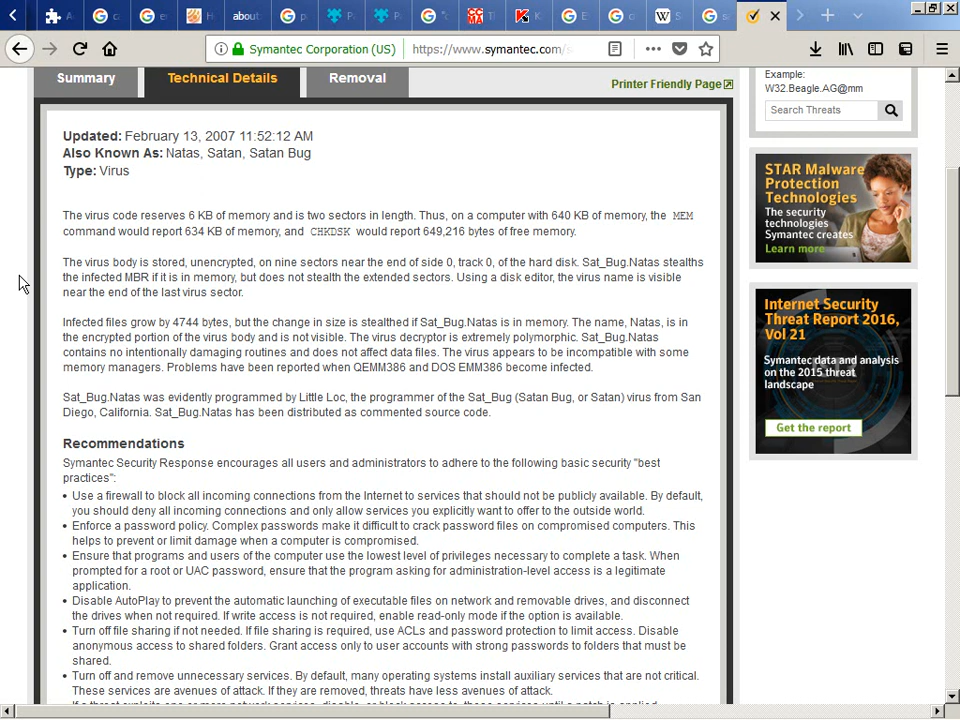 A
c
er
H
about:
p
P
P
"c
TI
K
E
c
S
s
Symantec Corporation (US)
https://www.symantec.com/s
Summary
Technical Details
Removal
Printer Friendly Page
Example:
W32.Beagle.AG@mm
Search Threats
Updated: February 13, 2007 11:52:12 AM
Also Known As: Natas, Satan, Satan Bug
Type: Virus
The virus code reserves 6 KB of memory and is two sectors in length. Thus, on a computer with 640 KB of memory, the MEM
command would report 634 KB of memory, and CHKDSK would report 649,216 bytes of free memory.
The virus body is stored, unencrypted, on nine sectors near the end of side 0, track 0, of the hard disk. Sat_Bug.Natas stealths
the infected MBR if it is in memory, but does not stealth the extended sectors. Using a disk editor, the virus name is visible
near the end of the last virus sector.
Infected files grow by 4744 bytes, but the change in size is stealthed if Sat_Bug.Natas is in memory. The name, Natas, is in
the encrypted portion of the virus body and is not visible. The virus decryptor is extremely polymorphic. Sat_Bug.Natas
contains no intentionally damaging routines and does not affect data files. The virus appears to be incompatible with some
memory managers. Problems have been reported when QEMM386 and DOS EMM386 become infected.
Sat_Bug.Natas was evidently programmed by Little Loc, the programmer of the Sat_Bug (Satan Bug, or Satan) virus from San
Diego, California. Sat_Bug.Natas has been distributed as commented source code.
Recommendations
Symantec Security Response encourages all users and administrators to adhere to the following basic security "best
practices":
• Use a firewall to block all incoming connections from the Internet to services that should not be publicly available. By default,
you should deny all incoming connections and only allow services you explicitly want to offer to the outside world.
• Enforce a password policy. Complex passwords make it difficult to crack password files on compromised computers. This
helps to prevent or limit damage when a computer is compromised.
• Ensure that programs and users of the computer use the lowest level of privileges necessary to complete a task. When
prompted for a root or UAC password, ensure that the program asking for administration-level access is a legitimate
application.
• Disable AutoPlay to prevent the automatic launching of executable files on network and removable drives, and disconnect
the drives when not required. If write access is not required, enable read-only mode if the option is available.
• Turn off file sharing if not needed. If file sharing is required, use ACLs and password protection to limit access. Disable
anonymous access to shared folders. Grant access only to user accounts with strong passwords to folders that must be
shared.
• Turn off and remove unnecessary services. By default, many operating systems install auxiliary services that are not critical.
These services are avenues of attack. If they are removed, threats have less avenues of attack.
STAR Malware
Protection
Technologies
The security
technologies
Symantec creates
Learn more
Internet Security
Threat Report 2016,
Vol 21
Symantec data and analysis
on the 2015 threat
landscape
Get the report